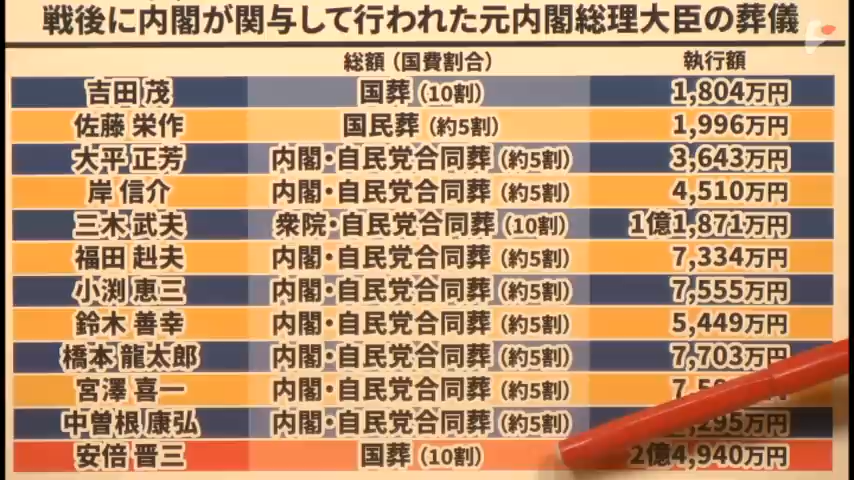 戦後に内閣が関与して行われた元内閣総理大臣の葬儀
総額（国費割合） 執行額
吉田 茂 国葬（10割） 1,804万円
佐藤 栄作 国民葬（約5割） 1,996万円
大平 正芳 内閣・自民党合同葬（約5割） 3,643万円
岸 信介 内閣・自民党合同葬（約5割） 4,510万円
三木 武夫 衆院・自民党合同葬（10割） 1億1,871万円
福田 赳夫 内閣・自民党合同葬（約5割） 7,334万円
小渕 恵三 内閣・自民党合同葬（約5割） 7,555万円
鈴木 善幸 内閣・自民党合同葬（約5割） 5,449万円
橋本 龍太郎 内閣・自民党合同葬（約5割） 7,703万円
宮澤 喜一 内閣・自民党合同葬（約5割） 万円
中曽根 康弘 内閣・自民党合同葬（約5割） 295万円
安倍 晋三 国葬（10割） 2億4,940万円